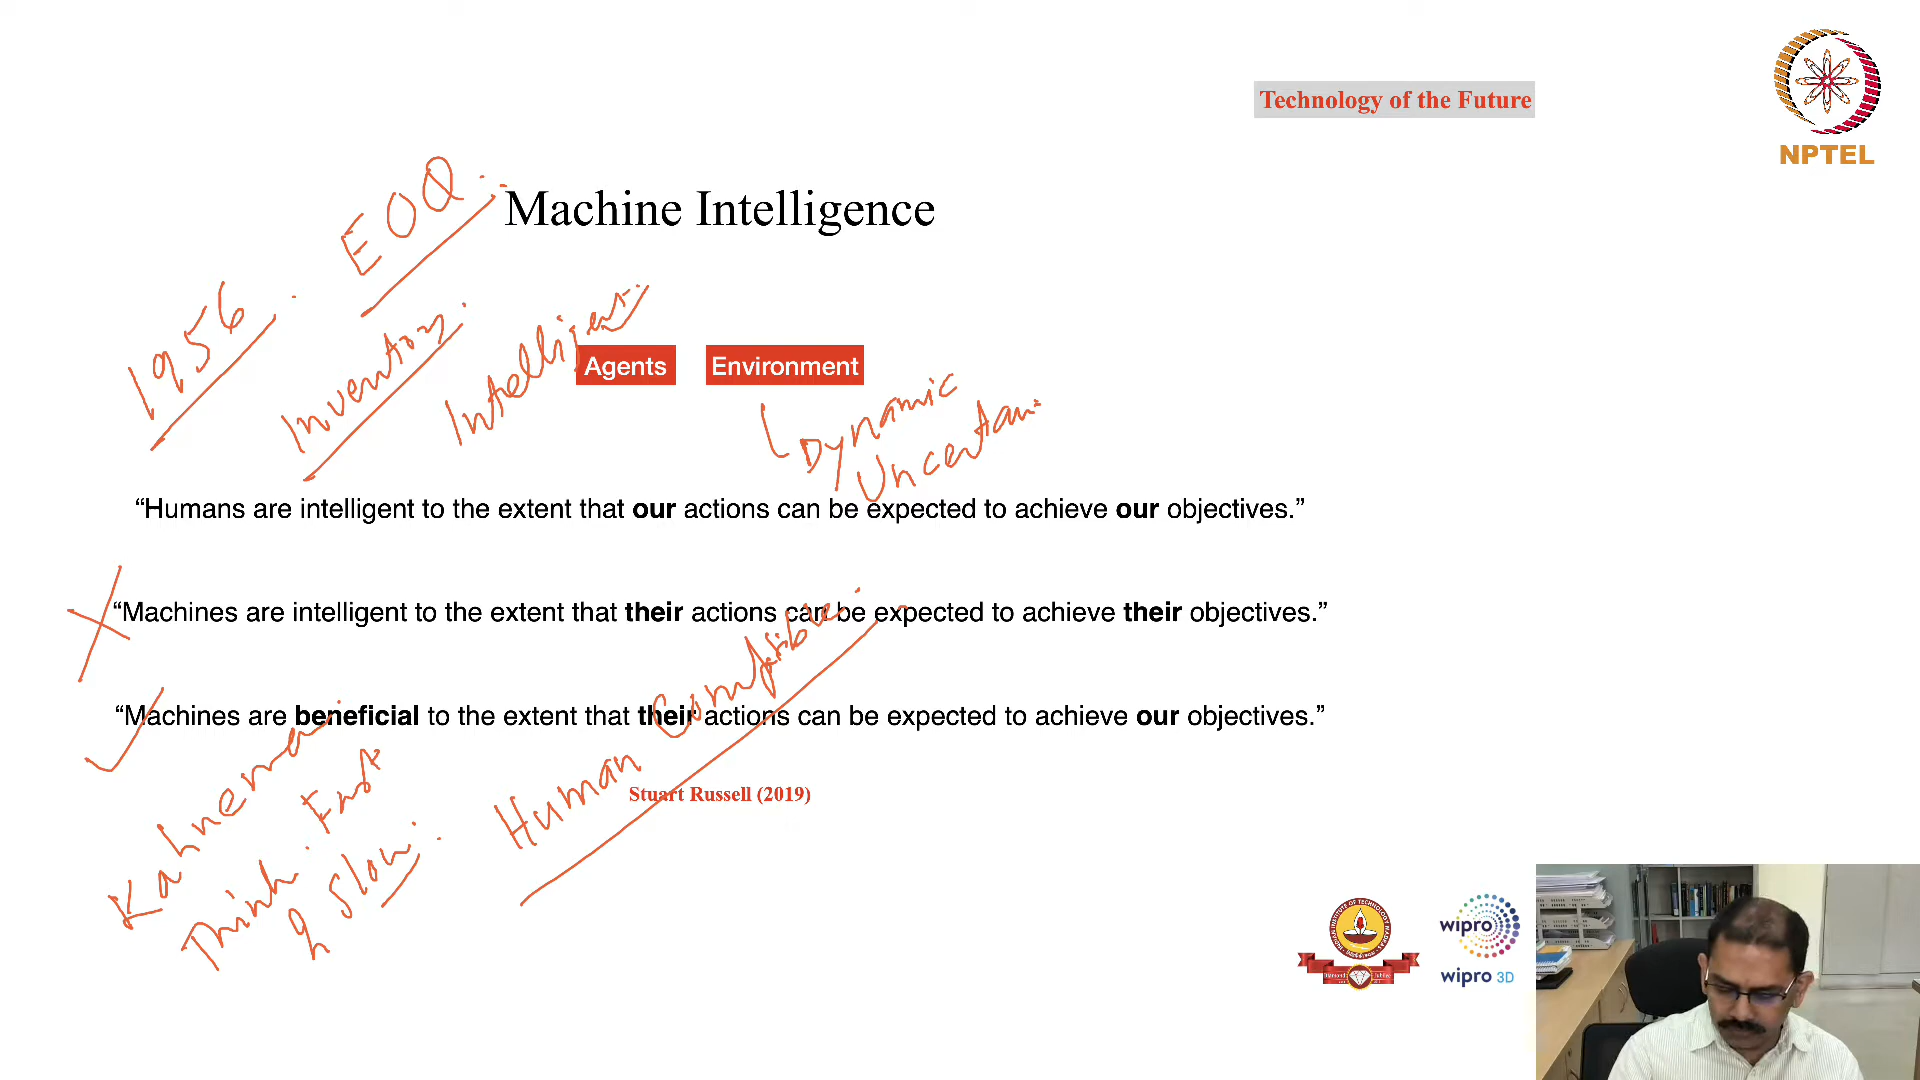 Technology of the Future
NPTEL
EOQ.
Machine Intelligence
1956.
Inventory.
Intelligent.
Agents
Environment
Dynamic
Uncertain
“Humans are intelligent to the extent that our actions can be expected to achieve our objectives.”
“Machines are intelligent to the extent that their actions can be expected to achieve their objectives.”
“Machines are beneficial to the extent that their actions can be expected to achieve our objectives.”
Human Compatible.
Kahneman
Think Fast
& Slow.
Stuart Russell (2019)
wipro
wipro 3D